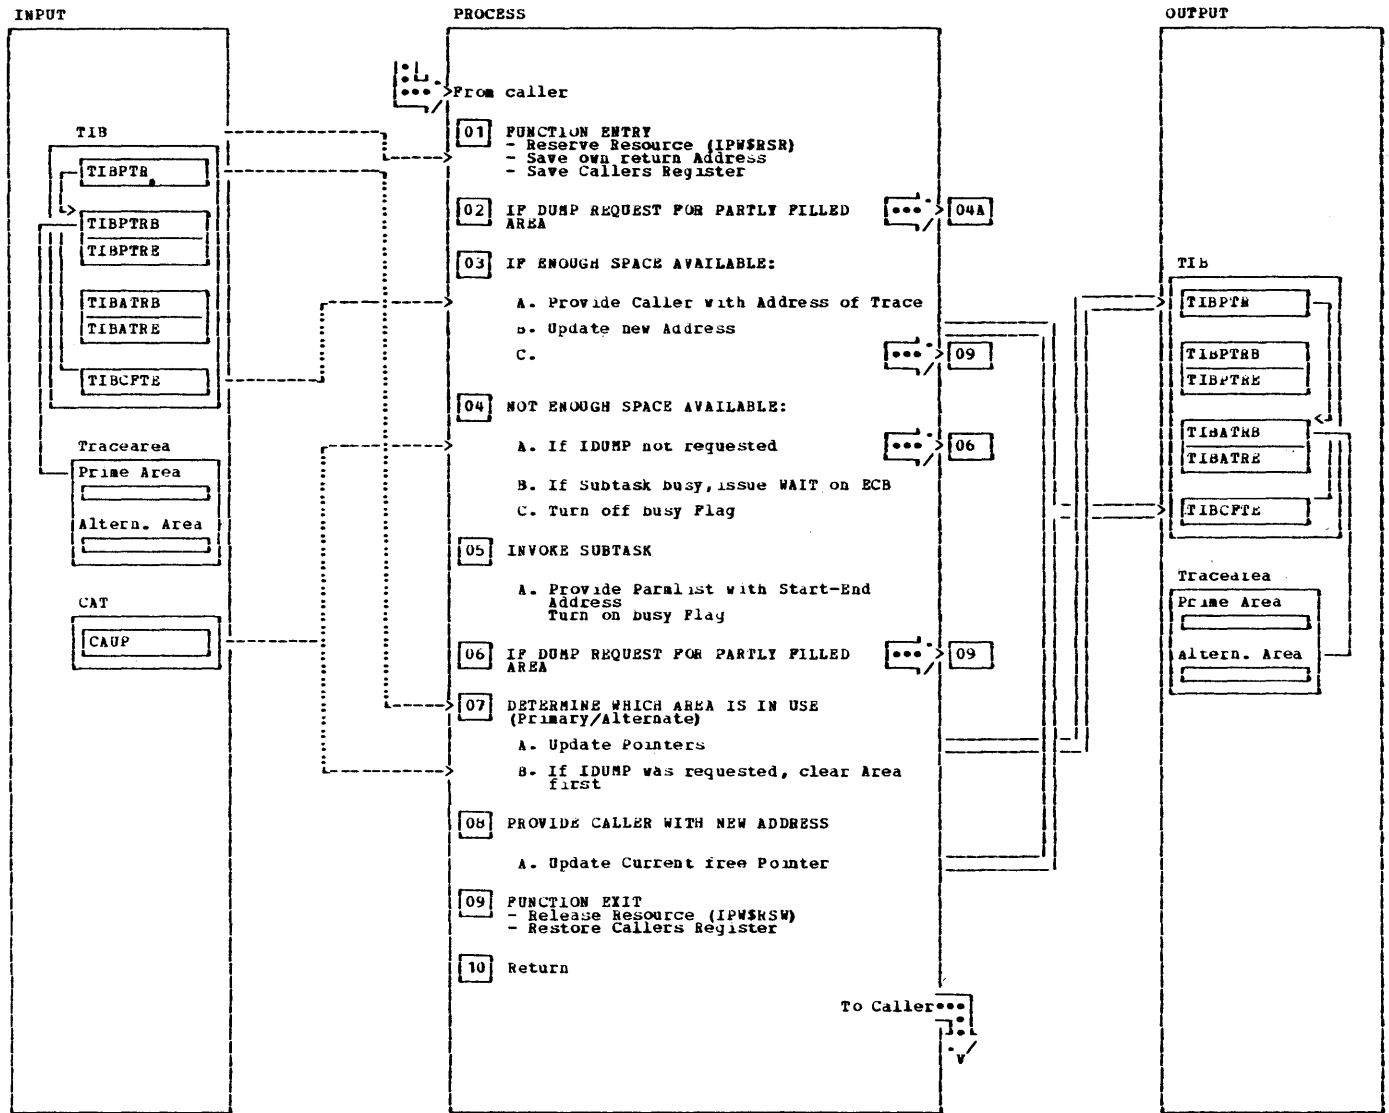 INPUT
PROCESS
OUTPUT
From caller
TIB
TIBPTR
TIBPTRB
TIBPTRE
TIBATRB
TIBATRE
TIBCFTE
Tracearea
Prime Area
Altern. Area
CAT
CAUP
01 FUNCTION ENTRY
- Reserve Resource (IPW$RSR)
- Save own return Address
- Save Callers Register
02 IF DUMP REQUEST FOR PARTLY FILLED
AREA
04A
03 IF ENOUGH SPACE AVAILABLE:
A. Provide Caller with Address of Trace
B. Update new Address
C.
09
04 NOT ENOUGH SPACE AVAILABLE:
A. If IDUMP not requested
06
B. If Subtask busy, issue WAIT on ECB
C. Turn off busy Flag
05 INVOKE SUBTASK
A. Provide Parmlist with Start-End
Address
Turn on busy Flag
06 IF DUMP REQUEST FOR PARTLY FILLED
AREA
09
07 DETERMINE WHICH AREA IS IN USE
(Primary/Alternate)
A. Update Pointers
B. If IDUMP was requested, clear Area
first
08 PROVIDE CALLER WITH NEW ADDRESS
A. Update Current free Pointer
09 FUNCTION EXIT
- Release Resource (IPW$RSW)
- Restore Callers Register
10 Return
To Caller
TIB
TIBPTR
TIBPTRB
TIBPTRE
TIBATRB
TIBATRE
TIBCFTE
Tracearea
Prime Area
Altern. Area